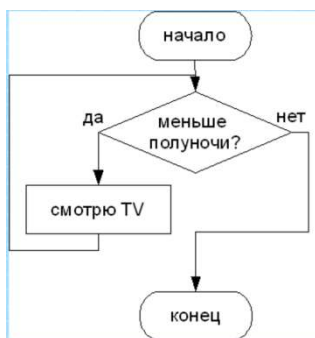 начало
да
меньше
полуночи?
нет
смотрю TV
конец